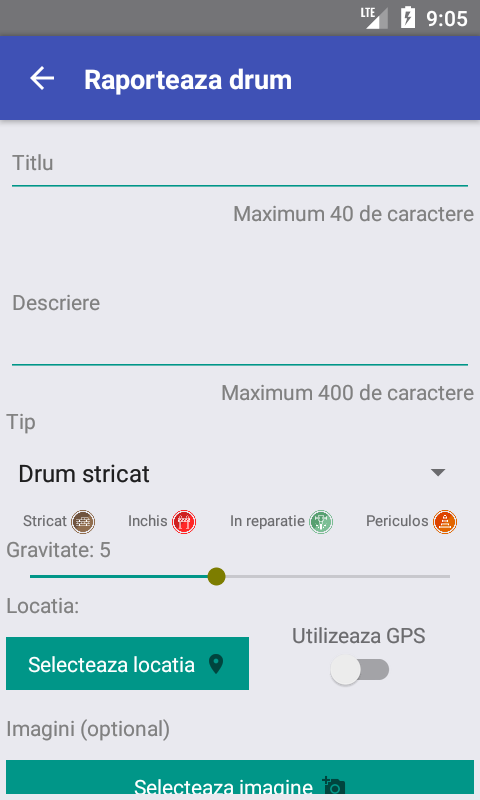 LTE 9:05
Raporteaza drum
Titlu
Maximum 40 de caractere
Descriere
Maximum 400 de caractere
Tip
Drum stricat
Stricat Inchis In reparatie Periculos
Gravitate: 5
Locatia:
Utilizeaza GPS
Selecteaza locatia
Imagini (optional)
Selecteaza imagine